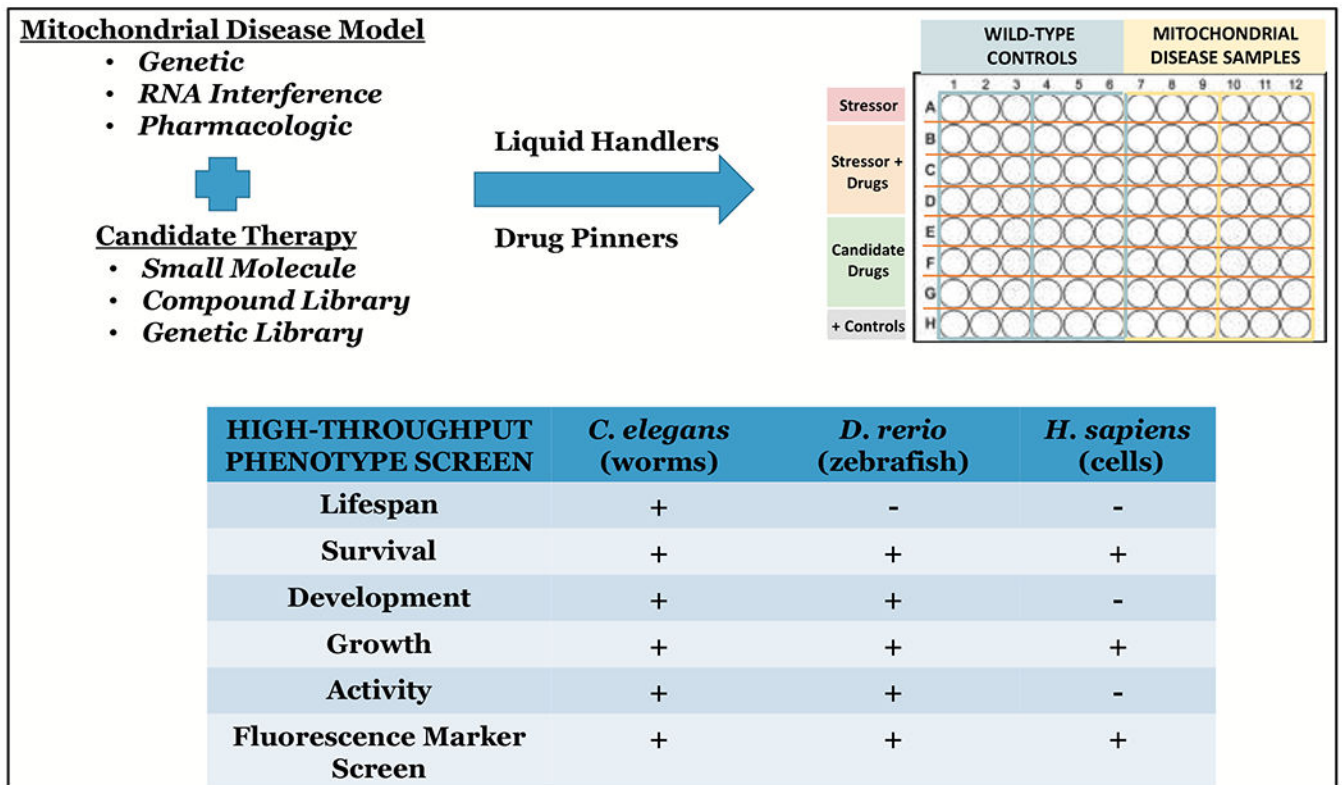 Mitochondrial Disease Model
• Genetic
• RNA Interference
• Pharmacologic
Candidate Therapy
• Small Molecule
• Compound Library
• Genetic Library
Liquid Handlers
Drug Pinners
WILD-TYPE
CONTROLS
MITOCHONDRIAL
DISEASE SAMPLES
1 2 3 4 5 6 7 8 9 10 11 12
Stressor
Stressor +
Drugs
Candidate
Drugs
+ Controls
A
B
C
D
E
F
G
H
HIGH-THROUGHPUT
PHENOTYPE SCREEN
C. elegans
(worms)
D. rerio
(zebrafish)
H. sapiens
(cells)
Lifespan + - -
Survival + + +
Development + + -
Growth + + +
Activity + + -
Fluorescence Marker
Screen
+ + +